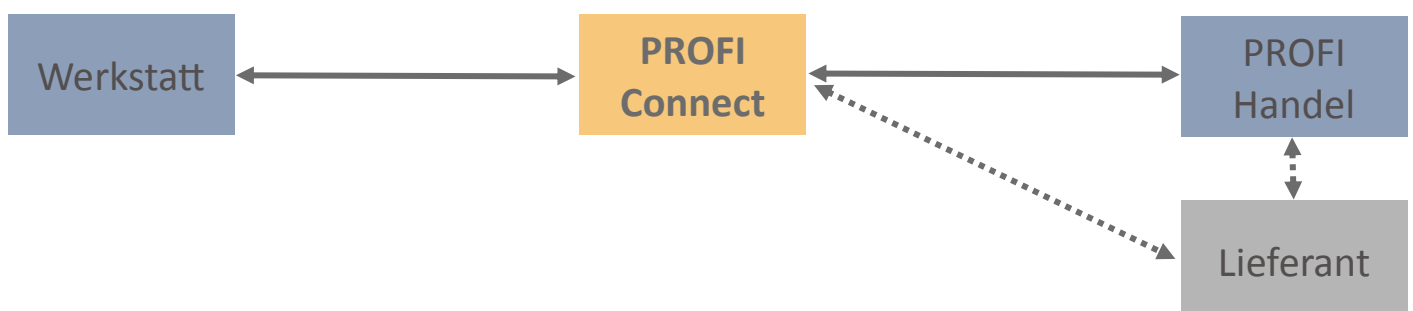 Werkstatt
PROFI
Connect
PROFI
Handel
Lieferant